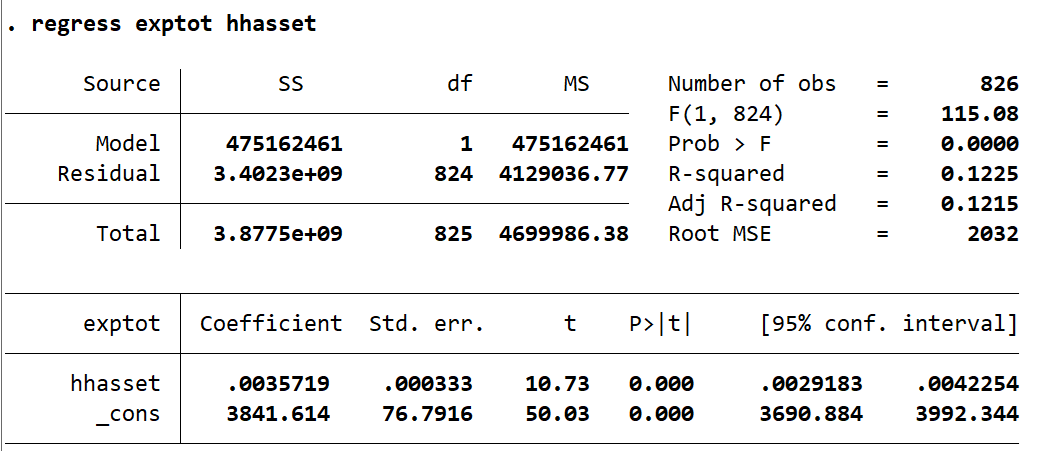 . regress exptot hhasset
Source SS df MS Number of obs = 826
F(1, 824) = 115.08
Model 475162461 1 475162461 Prob > F = 0.0000
Residual 3.4023e+09 824 4129036.77 R-squared = 0.1225
Adj R-squared = 0.1215
Total 3.8775e+09 825 4699986.38 Root MSE = 2032
exptot Coefficient Std. err. t P>|t| [95% conf. interval]
hhasset .0035719 .000333 10.73 0.000 .0029183 .0042254
_cons 3841.614 76.7916 50.03 0.000 3690.884 3992.344